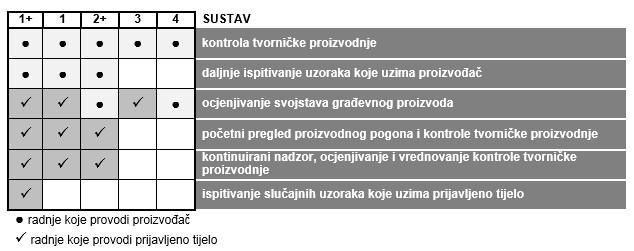 1+ 1 2+ 3 4 SUSTAV
● ● ● ● ● kontrola tvorničke proizvodnje
● ● ● daljnje ispitivanje uzoraka koje uzima proizvođač
✓ ✓ ● ✓ ● ocjenjivanje svojstava građevnog proizvoda
✓ ✓ ✓ početni pregled proizvodnog pogona i kontrole tvorničke proizvodnje
✓ ✓ ✓ kontinuirani nadzor, ocjenjivanje i vrednovanje kontrole tvorničke
proizvodnje
✓ ispitivanje slučajnih uzoraka koje uzima prijavljeno tijelo
● radnje koje provodi proizvođač
✓ radnje koje provodi prijavljeno tijelo